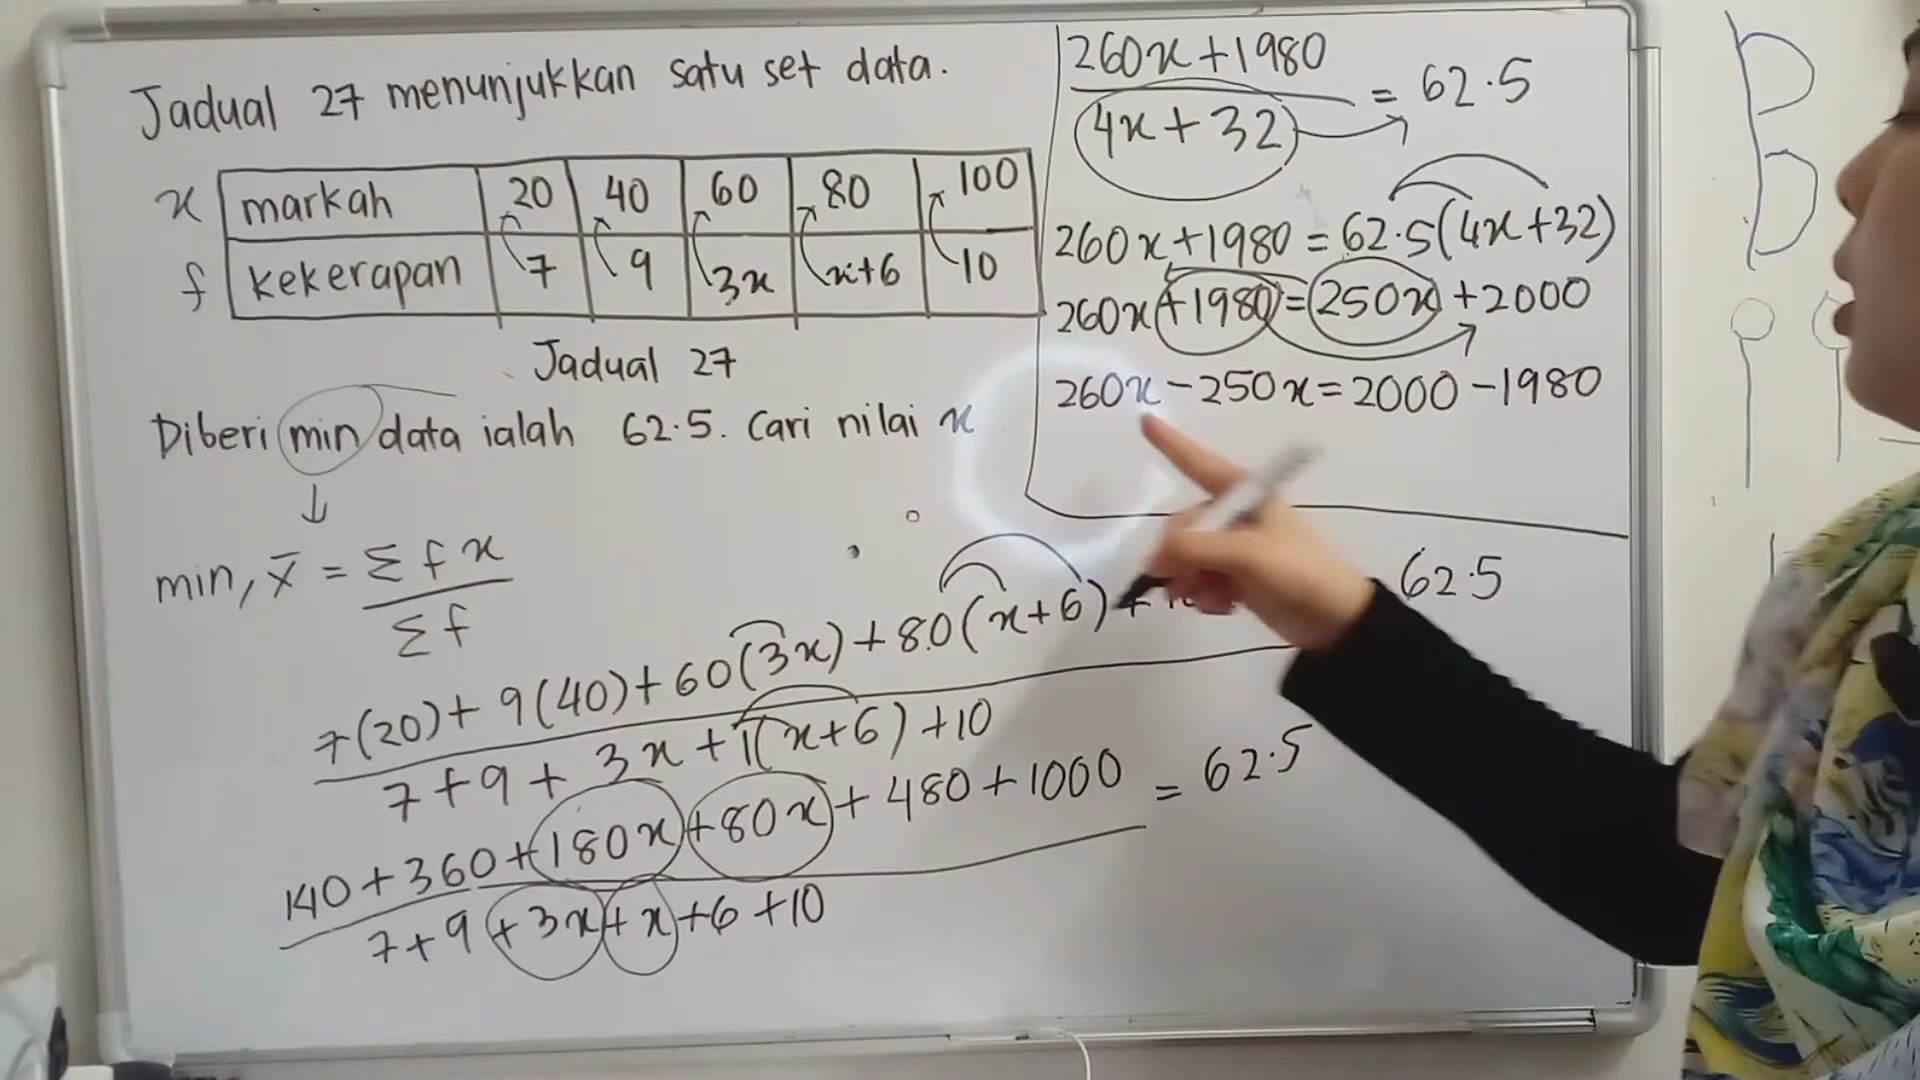 Jadual 27 menunjukkan satu set data.
x markah 20 40 60 80 100
f kekerapan 7 9 3x x+6 10
Jadual 27
Diberi min data ialah 62.5. Cari nilai x
↓
min, x̄ = Σfx / Σf
7(20) + 9(40) + 60(3x) + 80(x+6) + 62.5
7 + 9 + 3x + 1(x+6) + 10
140 + 360 + 180x + 80x + 480 + 1000 = 62.5
7 + 9 + 3x + x + 6 + 10
260x + 1980 = 62.5
4x + 32
260x + 1980 = 62.5(4x + 32)
260x + 1980 = 250x + 2000
260x - 250x = 2000 - 1980